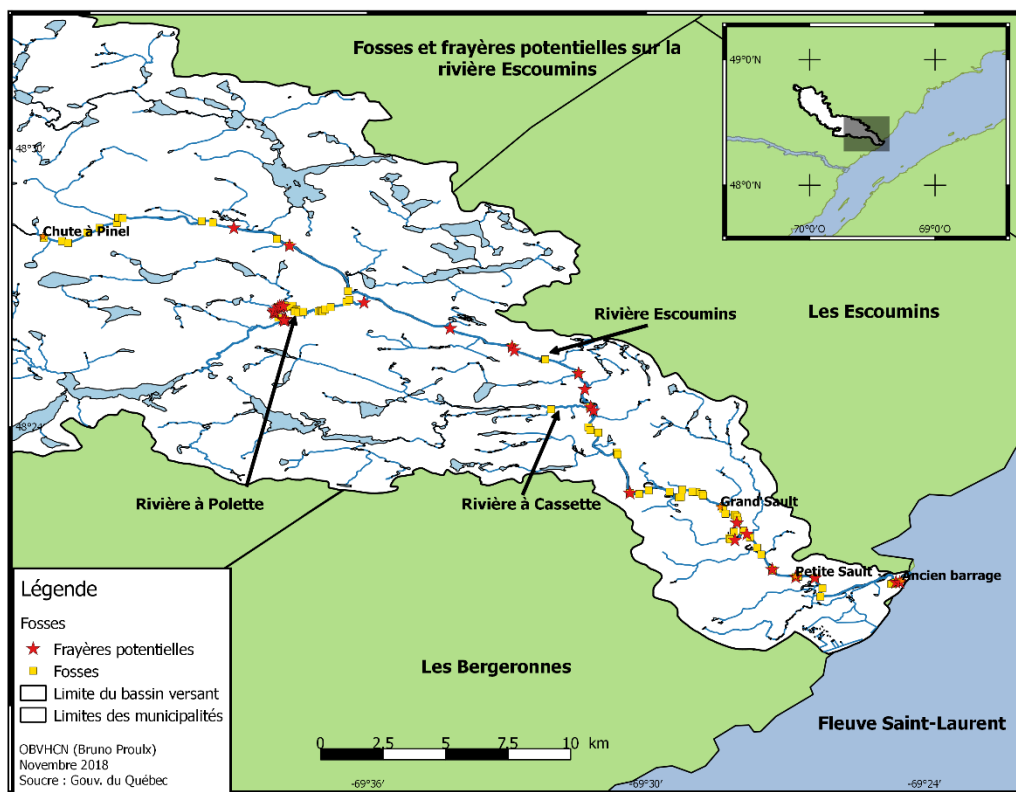 Fosses et frayères potentielles sur la
rivière Escoumins
49°0'N
48°0'N
-70°0'O
69°0'O
48°30'
Chute à Pinel
Les Escoumins
Rivière Escoumins
48°24'
Rivière à Polette
Rivière à Cassette
Grand Sault
Petite Sault
Ancien barrage
Les Bergeronnes
Fleuve Saint-Laurent
Légende
Fosses
Frayères potentielles
Fosses
Limite du bassin versant
Limites des municipalités
OBVHCN (Bruno Proulx)
Novembre 2018
Soucre : Gouv. du Québec
0 2.5 5 7.5 10 km
-69°36'
-69°30'
-69°24'